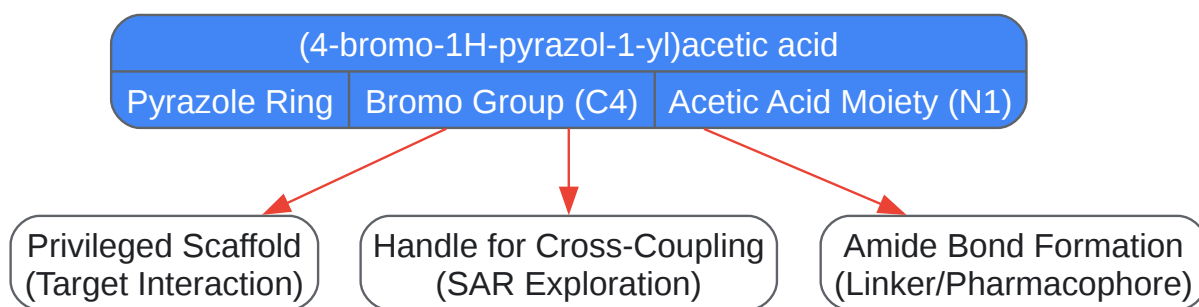 (4-bromo-1H-pyrazol-1-yl)acetic acid
Pyrazole Ring
Bromo Group (C4)
Acetic Acid Moiety (N1)
Privileged Scaffold
(Target Interaction)
Handle for Cross-Coupling
(SAR Exploration)
Amide Bond Formation
(Linker/Pharmacophore)